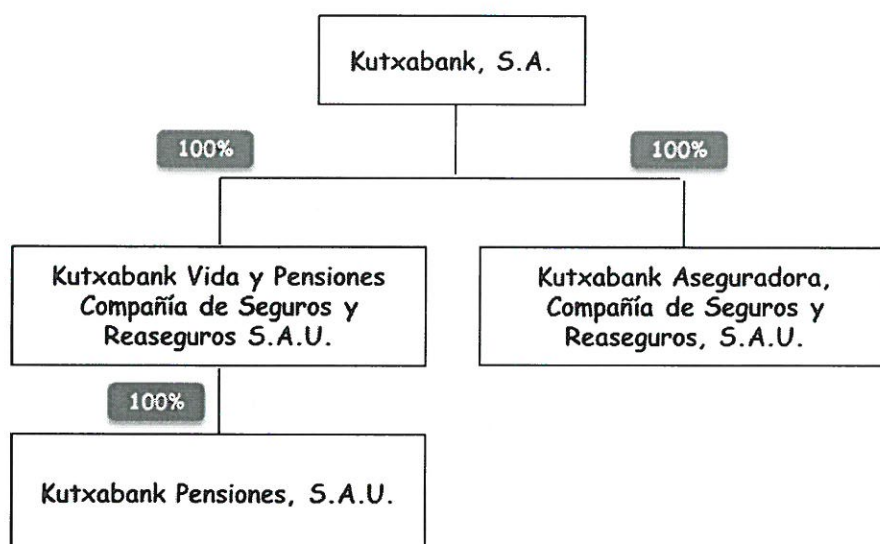 Kutxabank, S.A.
100%
100%
Kutxabank Vida y Pensiones
Compañía de Seguros y
Reaseguros S.A.U.
Kutxabank Aseguradora,
Compañía de Seguros y
Reaseguros, S.A.U.
100%
Kutxabank Pensiones, S.A.U.